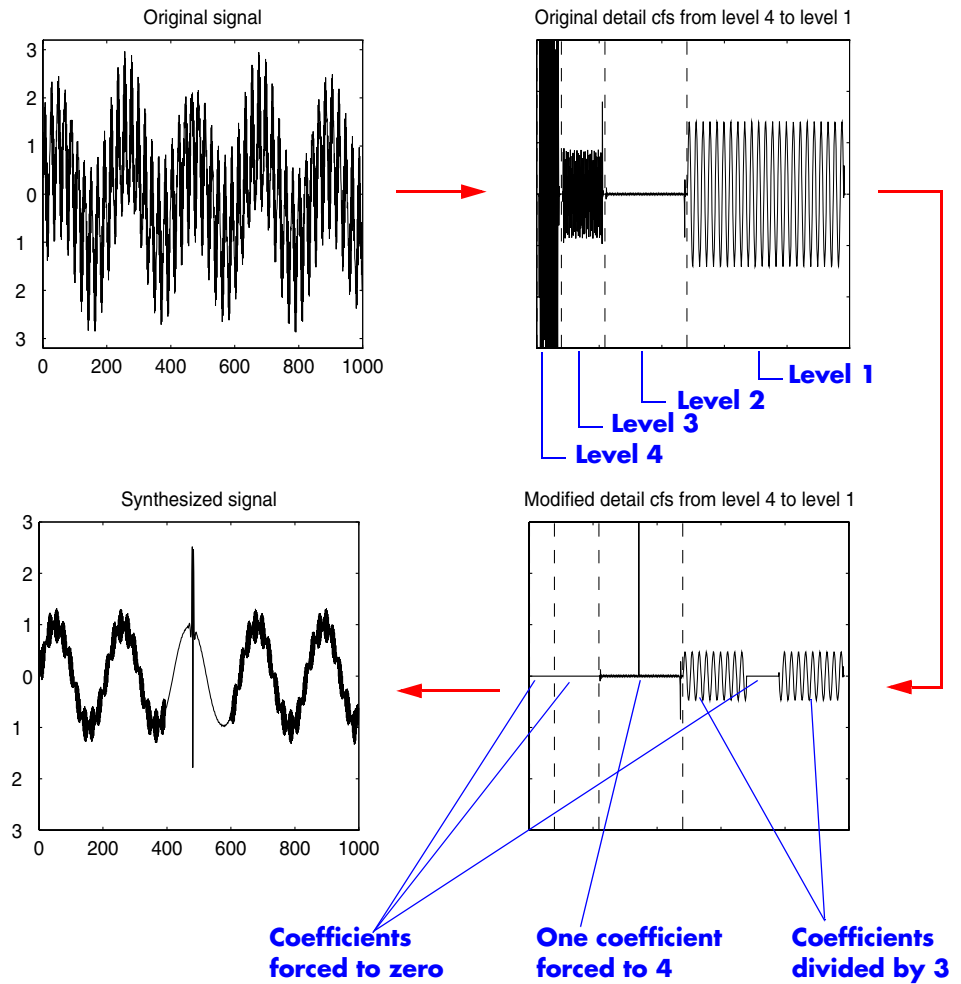 Original signal
3
2
1
0
1
2
3
0 200 400 600 800 1000
Original detail cfs from level 4 to level 1
Level 1
Level 2
Level 3
Level 4
Synthesized signal
3
2
1
0
1
2
3
0 200 400 600 800 1000
Modified detail cfs from level 4 to level 1
Coefficients
forced to zero
One coefficient
forced to 4
Coefficients
divided by 3